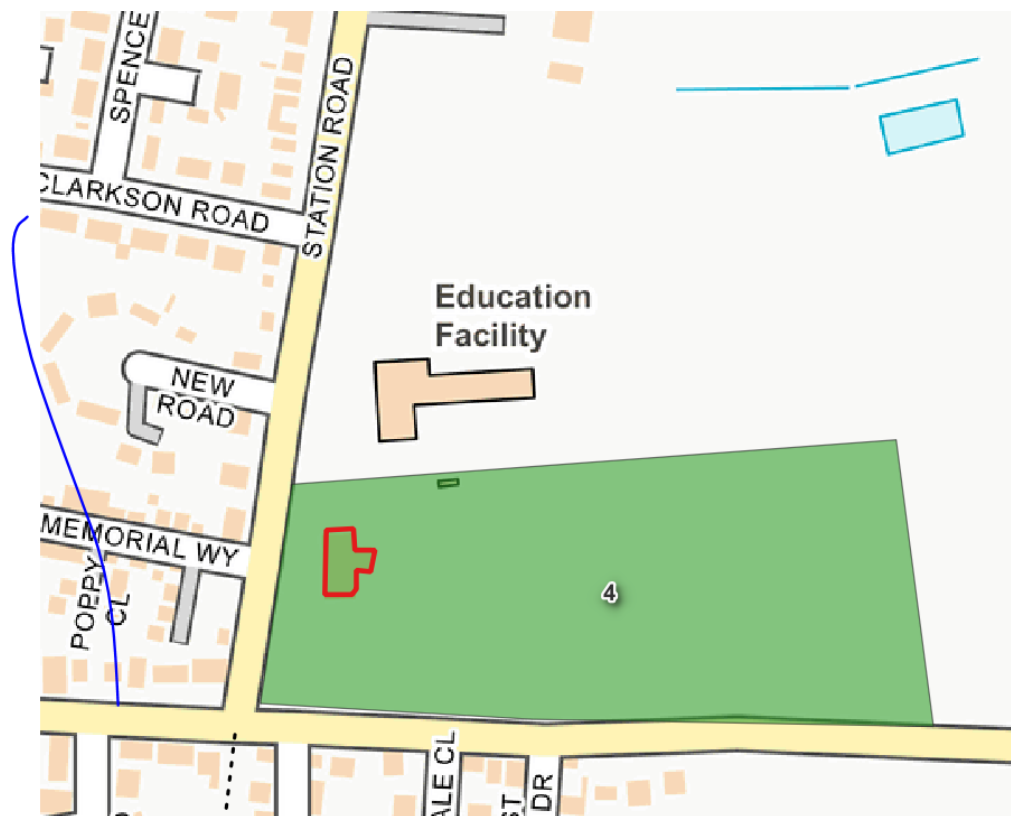 SPENCE
STATION ROAD
CLARKSON ROAD
Education
Facility
NEW
ROAD
MEMORIAL WY
POPPY
CL
4
ALE CL
ST
DR